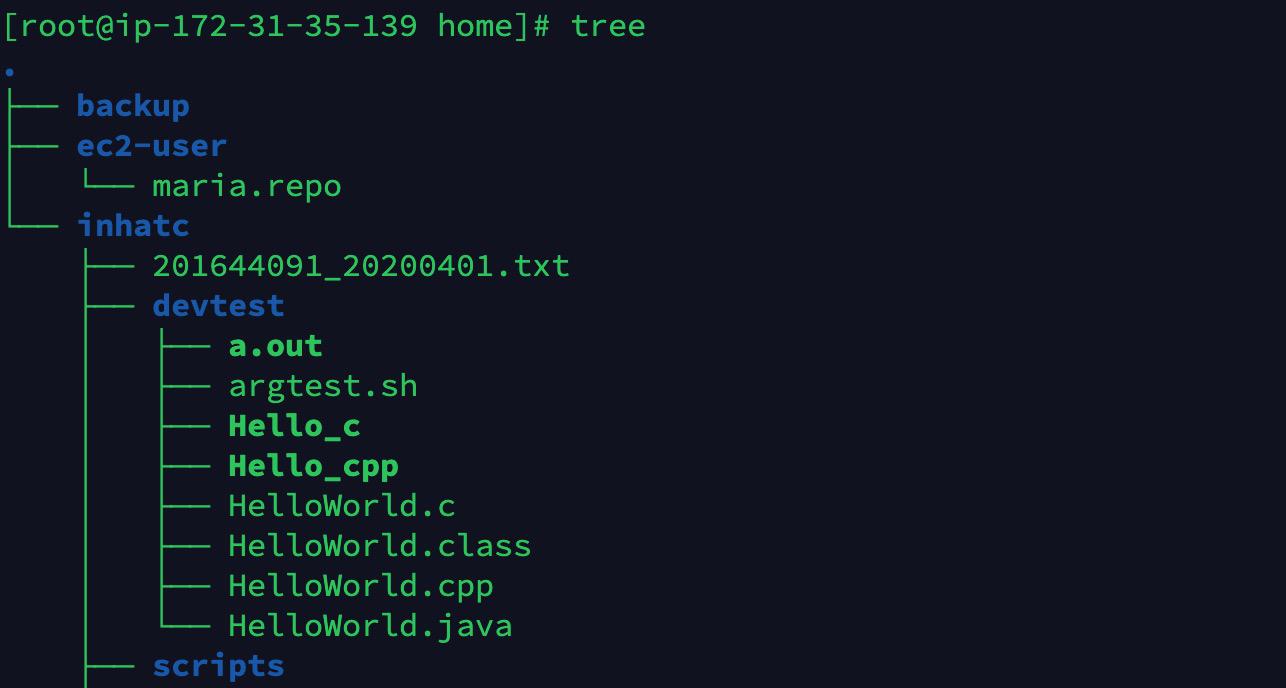 [root@ip-172-31-35-139 home]# tree
.
├── backup
├── ec2-user
│   └── maria.repo
└── inhatc
    ├── 201644091_20200401.txt
    ├── devtest
    │   ├── a.out
    │   ├── argtest.sh
    │   ├── Hello_c
    │   ├── Hello_cpp
    │   ├── HelloWorld.c
    │   ├── HelloWorld.class
    │   ├── HelloWorld.cpp
    │   └── HelloWorld.java
    ├── scripts